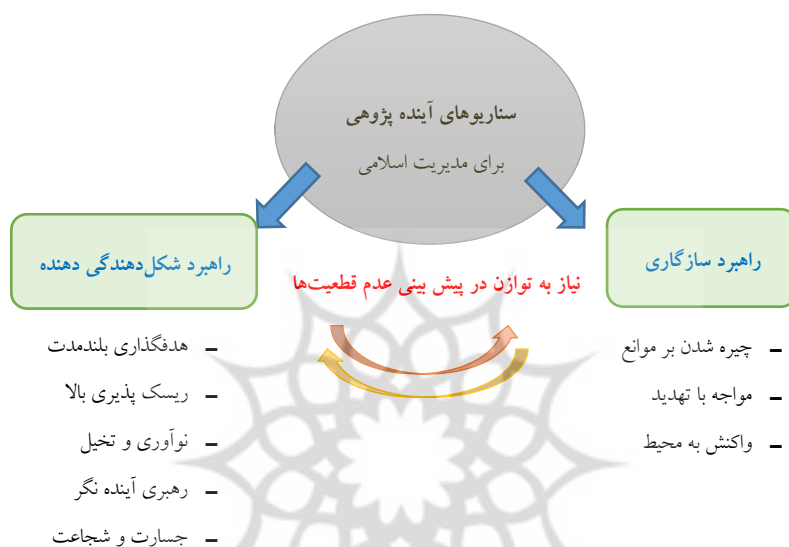 سناریوهای آینده پژوهی
برای مدیریت اسلامی
راهبرد سازگاری
راهبرد شکل‌دهندگی دهنده
نیاز به توازن در پیش بینی عدم قطعیت‌ها
- چیره شدن بر موانع
- مواجه با تهدید
- واکنش به محیط
- هدفگذاری بلندمدت
- ریسک پذیری بالا
- نوآوری و تخیل
- رهبری آینده نگر
- جسارت و شجاعت